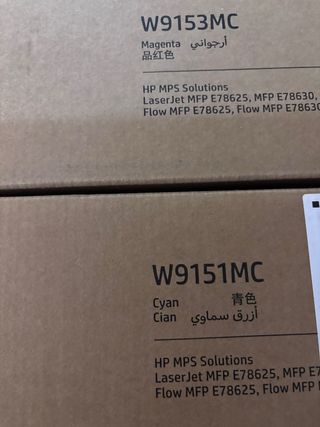 W9153MC
Magenta أرجواني
品红色
HP MPS Solutions
LaserJet MFP E78625, MFP E78630,
Flow MFP E78625, Flow MFP E78630
W9151MC
Cyan 青色
Cian أزرق سماوي
HP MPS Solutions
LaserJet MFP E78625, MFP E7
Flow MFP E78625, Flow MFP